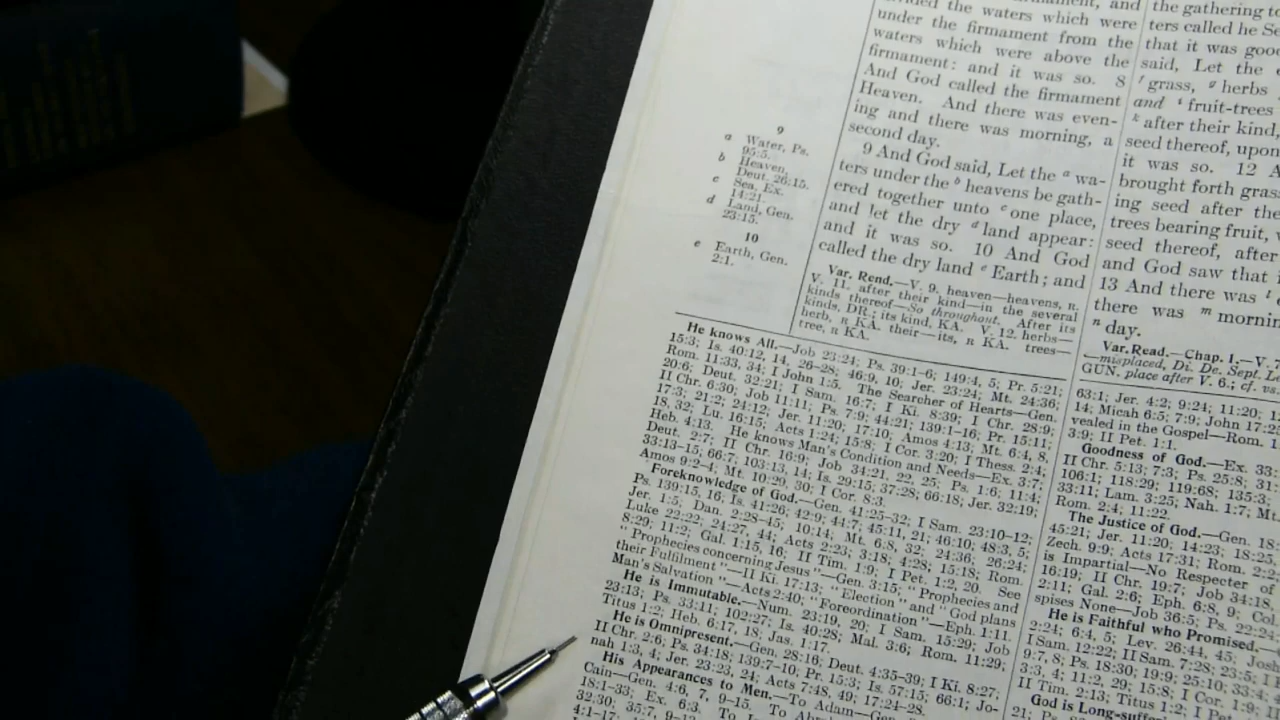 9
a Water, Ps.
95:5.
b Heaven,
Deut. 26:15.
c Sea, Ex.
14:21.
d Land, Gen.
23:15.
10
e Earth, Gen.
2:1.
the waters which were
under the firmament from the
waters which were above the
firmament: and it was so. 8
And God called the firmament
Heaven. And there was even-
ing and there was morning, a
second day.
9 And God said, Let the a wa-
ters under the b heavens be gath-
ered together unto c one place,
and let the dry d land appear:
and it was so. 10 And God
called the dry land e Earth; and
Var. Rend.—V. 9. heaven—heavens, R.
V. 11. after their kind—in the several
kinds thereof—So throughout. After its
kinds, DR.; its kind, KA. V. 12. herbs—
herb, R KA. their—its, R KA. trees—
tree, R KA.
the gathering
ters called he
that it was
said, Let the
f grass, g herbs
and i fruit-trees
k after their kind,
seed thereof, upon
it was so. 12
brought forth
ing seed after
trees bearing fruit,
seed thereof, after
and God saw that
13 And there was
there was m
n day.
Var. Read.—Chap. I.—V.
—misplaced, Di. De. Sept.
GUN. place after V. 6.; cf.
He knows All.—Job 23:24; Ps. 39:1-6; 149:4, 5; Pr. 5:21;
15:3; Is. 40:12, 14, 26-28; 46:9, 10; Jer. 23:24; Mt. 24:36;
Rom. 11:33, 34; I John 1:5. The Searcher of Hearts—Gen.
20:6; Deut. 32:21; I Sam. 16:7; I Ki. 8:39; I Chr. 28:9;
II Chr. 6:30; Job 11:11; Ps. 7:9; 44:21; 139:1-16; Pr. 15:11;
17:3; 21:2; 24:12; Jer. 11:20; 17:10; Amos 4:13; Mt. 6:4, 8,
18, 32; Lu. 16:15; Acts 1:24; 15:8; I Cor. 3:20; I Thess. 2:4;
Heb. 4:13. He knows Man's Condition and Needs—Ex. 3:7;
Deut. 2:7; II Chr. 16:9; Job 34:21, 22, 25; Ps. 1:6; 11:4;
33:13-15; 66:7; 103:13, 14; Is. 29:15; 37:28; 66:18; Jer. 32:19;
Amos 9:2-4; Mt. 10:29, 30; I Cor. 8:3.
Foreknowledge of God.—Gen. 41:25-32; I Sam. 23:10-12;
Ps. 139:15, 16; Is. 41:26; 42:9; 44:7; 45:11, 21; 46:10; 48:3, 5;
Jer. 1:5; Dan. 2:28-45; 10:14; Mt. 6:8, 32; 24:36; 26:24;
Luke 22:22; 24:27, 44; Acts 2:23; 3:18; 4:28; 15:18; Rom.
8:29; 11:2; Gal. 1:15, 16; II Tim. 1:9; I Pet. 1:2, 20. See
"Prophecies concerning Jesus"—Gen. 3:15; "Prophecies and
their Fulfilment"—II Ki. 17:13; "Election" and "God plans
Man's Salvation"—Acts 2:40; "Foreordination"—Eph. 1:11.
He is Immutable.—Num. 23:19, 20; I Sam. 15:29; Job
23:13; Ps. 33:11; 102:27; Is. 40:28; Mal. 3:6; Rom. 11:29;
Titus 1:2; Heb. 6:17, 18; Jas. 1:17.
He is Omnipresent.—Gen. 28:16; Deut. 4:35-39; I Ki. 8:27;
II Chr. 2:6; Ps. 34:18; 139:7-10; Pr. 15:3; Is. 57:15; 66:1; Jo-
nah 1:3, 4; Jer. 23:23, 24; Acts 7:48, 49; 17:24-28.
His Appearances to Men.—To Adam—
Cain—Gen. 4:6, 7, 9-15.
18:1-33; Ex. 6:3.
32:30; 35:7,
63:1; Jer. 4:2; 9:24; 11:20;
14; Micah 6:5; 7:9; John 17:
vealed in the Gospel—Rom.
3:9; II Pet. 1:1.
Goodness of God.—Ex. 33:
II Chr. 5:13; 7:3; Ps. 25:8; 31:
106:1; 118:29; 119:68; 135:3;
33:11; Lam. 3:25; Nah. 1:7;
Rom. 2:4; 11:22.
The Justice of God.—Gen. 18:
45:21; Jer. 11:20; 14:23; 18:
Zech. 9:9; Acts 17:31; Rom. 2:
is Impartial—No Respecter of
16:19; II Chr. 19:7; Job 34:18,
2:11; Gal. 2:6; Eph. 6:8, 9;
spises None—Job 36:5; Ps. 22:24
He is Faithful who Promised.—
2:24; 6:4, 5; Lev. 26:44, 45;
I Sam. 12:22; II Sam. 7:28; 23:5;
9:7, 8; Ps. 18:30; 19:9; 25:10; 33:4
3:3, 4; 11:2, 29; 15:8; I Cor. 1:9;
II Tim. 2:13; Titus 1:2;
God is